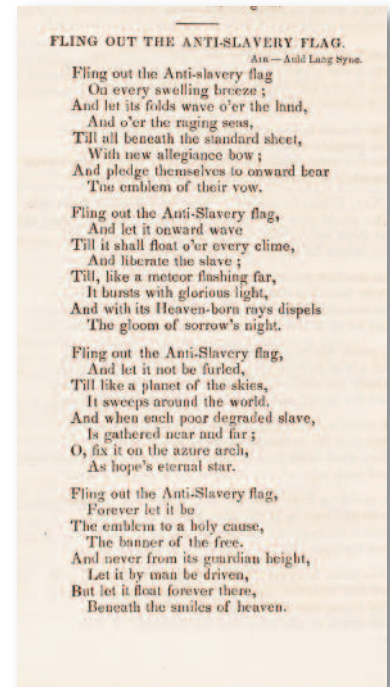 FLING OUT THE ANTI-SLAVERY FLAG.
AIR—Auld Lang Syne.
Fling out the Anti-slavery flag
On every swelling breeze;
And let its folds wave o'er the land,
And o'er the raging seas,
Till all beneath the standard sheet,
With new allegiance bow;
And pledge themselves to onward bear
The emblem of their vow.
Fling out the Anti-Slavery flag,
And let it onward wave
Till it shall float o'er every clime,
And liberate the slave;
Till, like a meteor flashing far,
It bursts with glorious light,
And with its Heaven-born rays dispels
The gloom of sorrow's night.
Fling out the Anti-Slavery flag,
And let it not be furled,
Till like a planet of the skies,
It sweeps around the world.
And when each poor degraded slave,
Is gathered near and far;
O, fix it on the azure arch,
As hope's eternal star.
Fling out the Anti-Slavery flag,
Forever let it be
The emblem to a holy cause,
The banner of the free.
And never from its guardian height,
Let it by man be driven,
But let it float forever there,
Beneath the smiles of heaven.